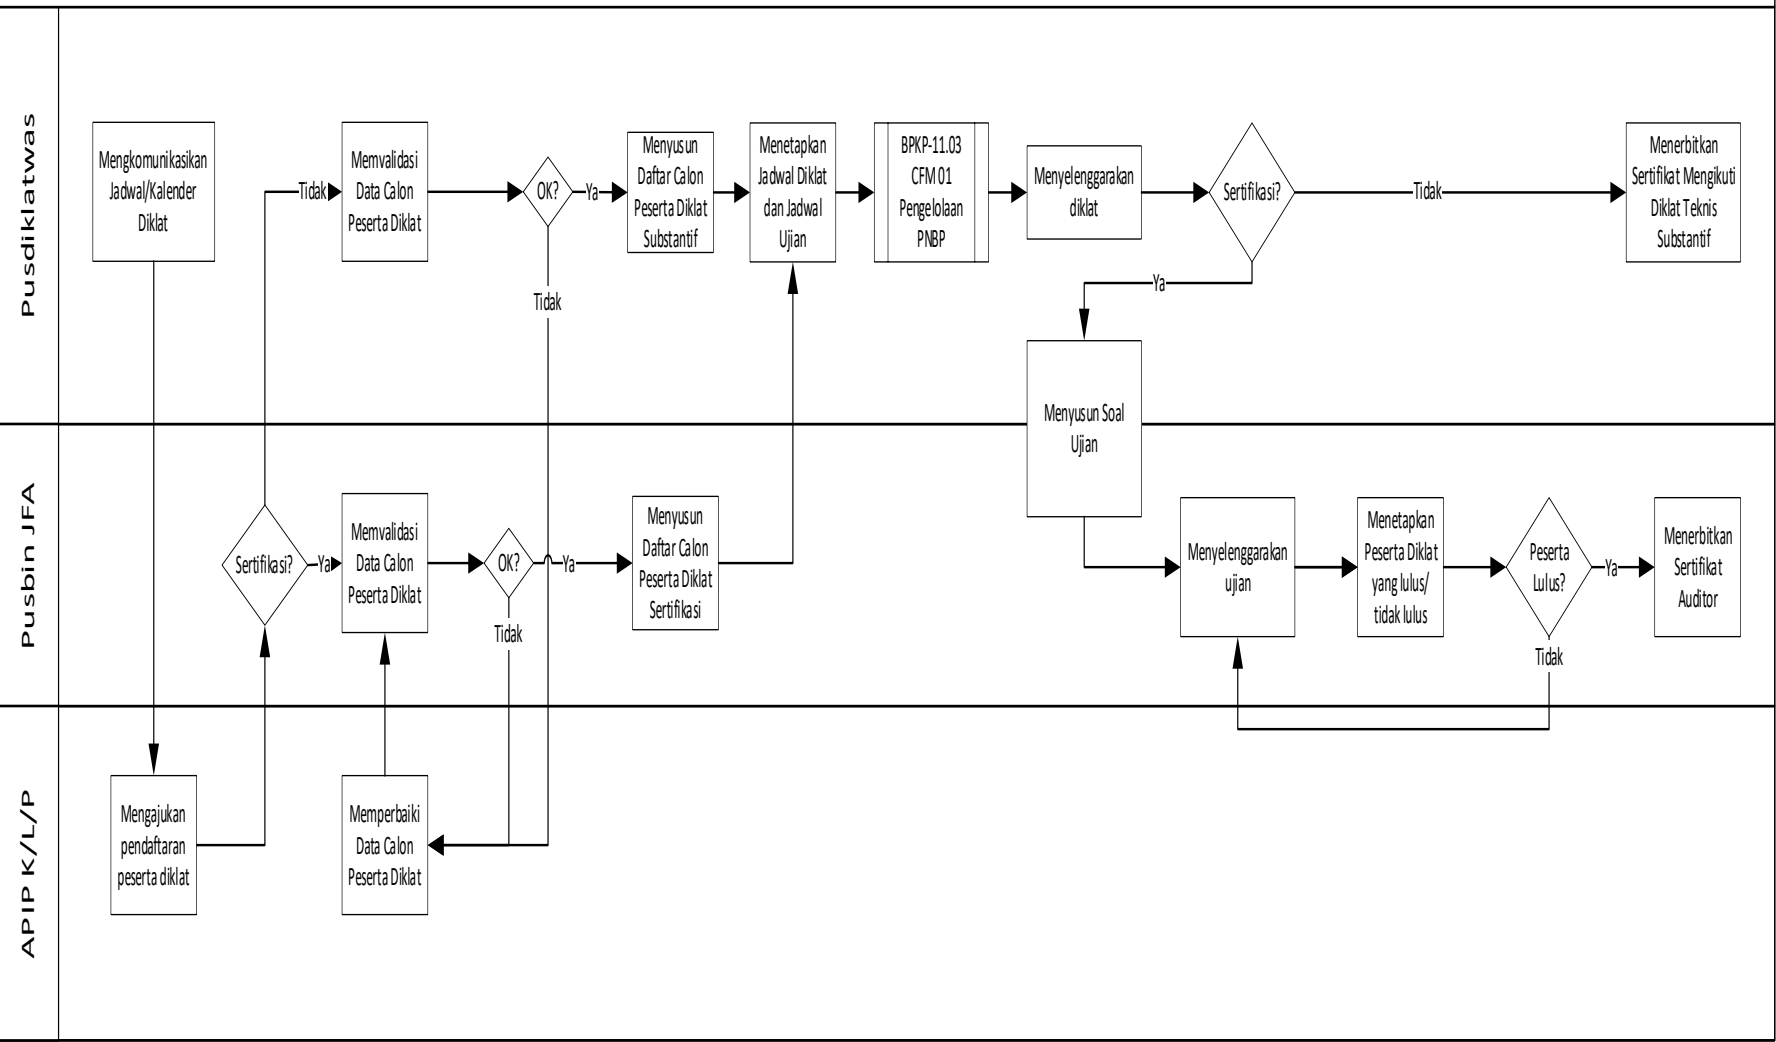 Pusdiklatwas
Mengkomunikasikan
Jadwal/Kalender
Diklat
Tidak
Memvalidasi
Data Calon
Peserta Diklat
OK?
Ya
Tidak
Menyusun
Daftar Calon
Peserta Diklat
Substantif
Menetapkan
Jadwal Diklat
dan Jadwal
Ujian
BPKP-11.03
CFM 01
Pengelolaan
PNBP
Menyelenggarakan
diklat
Sertifikasi?
Tidak
Ya
Menerbitkan
Sertifikat Mengikuti
Diklat Teknis
Substantif
Menyusun Soal
Ujian
Pusbin JFA
Sertifikasi?
Ya
Memvalidasi
Data Calon
Peserta Diklat
OK?
Ya
Tidak
Menyusun
Daftar Calon
Peserta Diklat
Sertifikasi
Menyelenggarakan
ujian
Menetapkan
Peserta Diklat
yang lulus/
tidak lulus
Peserta
Lulus?
Ya
Tidak
Menerbitkan
Sertifikat
Auditor
APIP K/L/P
Mengajukan
pendaftaran
peserta diklat
Memperbaiki
Data Calon
Peserta Diklat